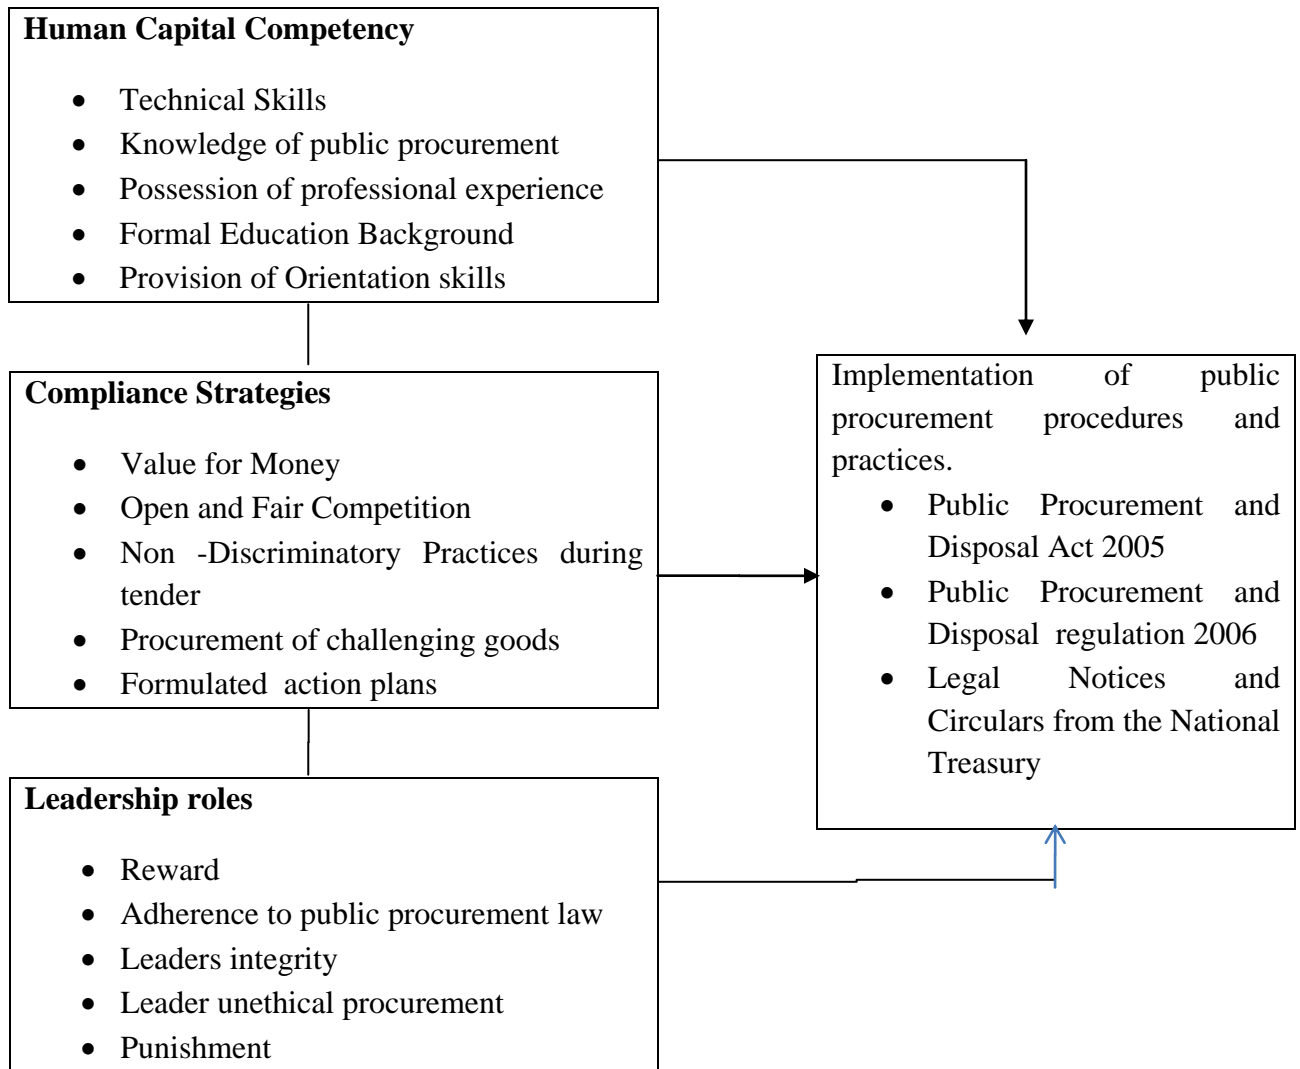 Human Capital Competency
• Technical Skills
• Knowledge of public procurement
• Possession of professional experience
• Formal Education Background
• Provision of Orientation skills
Compliance Strategies
• Value for Money
• Open and Fair Competition
• Non -Discriminatory Practices during
tender
• Procurement of challenging goods
• Formulated action plans
Leadership roles
• Reward
• Adherence to public procurement law
• Leaders integrity
• Leader unethical procurement
• Punishment
Implementation of public
procurement procedures and
practices.
• Public Procurement and
Disposal Act 2005
• Public Procurement and
Disposal regulation 2006
• Legal Notices and
Circulars from the National
Treasury